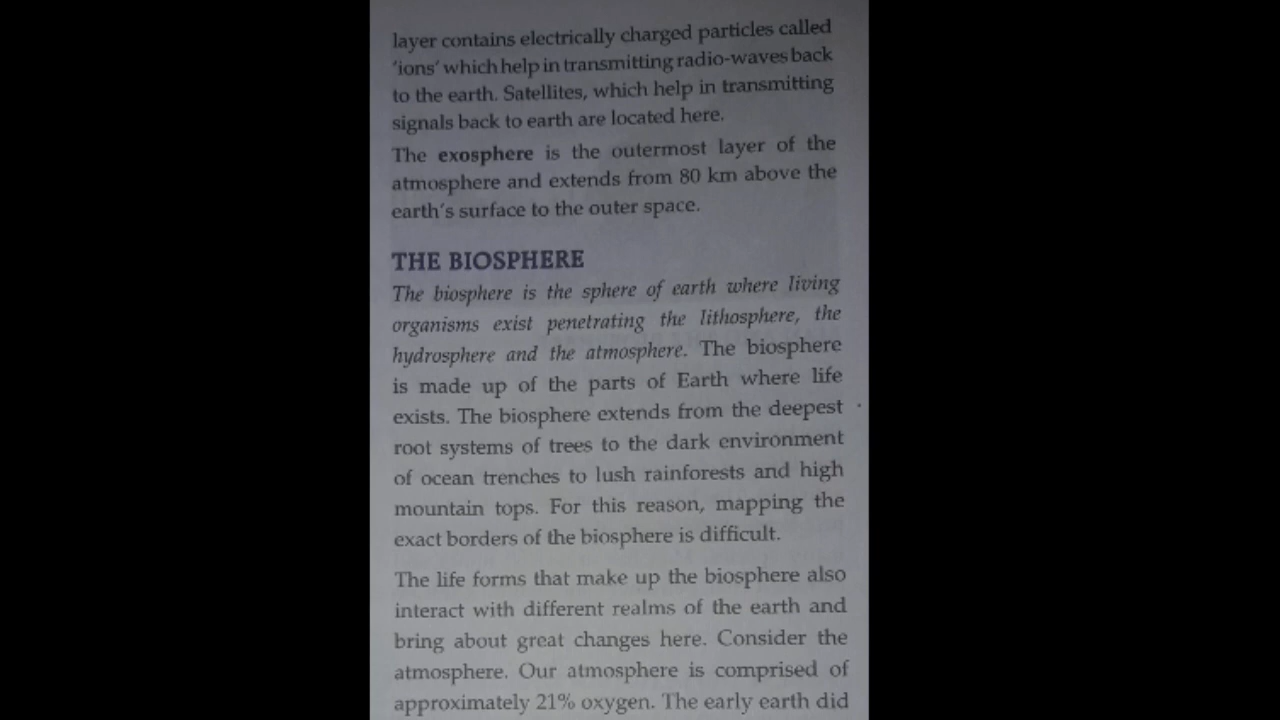 layer contains electrically charged particles called
'ions' which help in transmitting radio-waves back
to the earth. Satellites, which help in transmitting
signals back to earth are located here.
The exosphere is the outermost layer of the
atmosphere and extends from 80 km above the
earth's surface to the outer space.
THE BIOSPHERE
The biosphere is the sphere of earth where living
organisms exist penetrating the lithosphere, the
hydrosphere and the atmosphere. The biosphere
is made up of the parts of Earth where life
exists. The biosphere extends from the deepest
root systems of trees to the dark environment
of ocean trenches to lush rainforests and high
mountain tops. For this reason, mapping the
exact borders of the biosphere is difficult.
The life forms that make up the biosphere also
interact with different realms of the earth and
bring about great changes here. Consider the
atmosphere. Our atmosphere is comprised of
approximately 21% oxygen. The early earth did